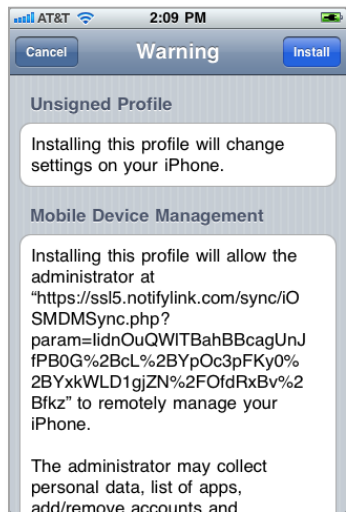 AT&T 2:09 PM
Cancel Warning Install
Unsigned Profile
Installing this profile will change
settings on your iPhone.
Mobile Device Management
Installing this profile will allow the
administrator at
“https://ssl5.notifylink.com/sync/iO
SMDMSync.php?
param=lidnOuQWlTBahBBcagUnJ
fPB0G%2BcL%2BYpOc3pFKy0%
2BYxkWLD1gjZN%2FOfdRxBv%2
Bfkz” to remotely manage your
iPhone.
The administrator may collect
personal data, list of apps,
add/remove accounts and